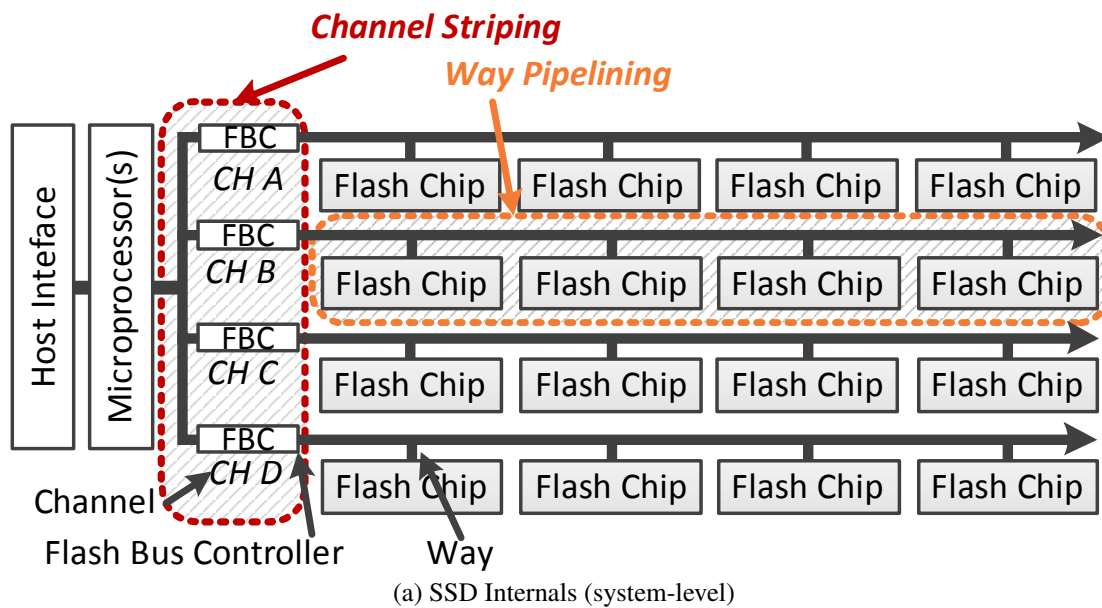 Channel Striping
Way Pipelining
Host Inteface
Microprocessor(s)
FBC
CH A
Flash Chip Flash Chip Flash Chip Flash Chip
FBC
CH B
Flash Chip Flash Chip Flash Chip Flash Chip
FBC
CH C
Flash Chip Flash Chip Flash Chip Flash Chip
FBC
CH D
Flash Chip Flash Chip Flash Chip Flash Chip
Channel
Flash Bus Controller
Way
(a) SSD Internals (system-level)